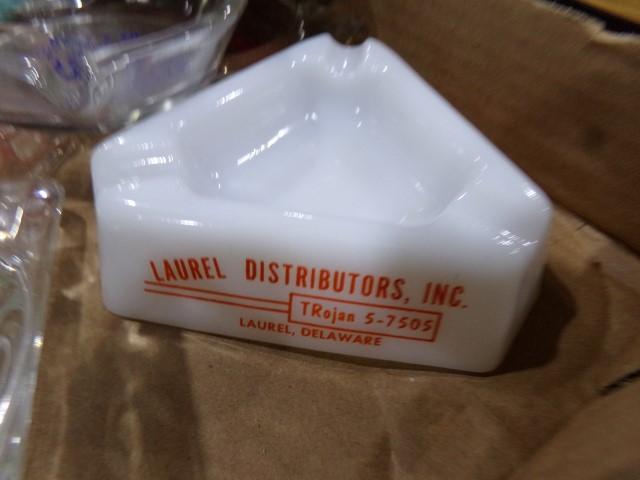 LAUREL DISTRIBUTORS, INC.
TRojan 5-7505
LAUREL, DELAWARE